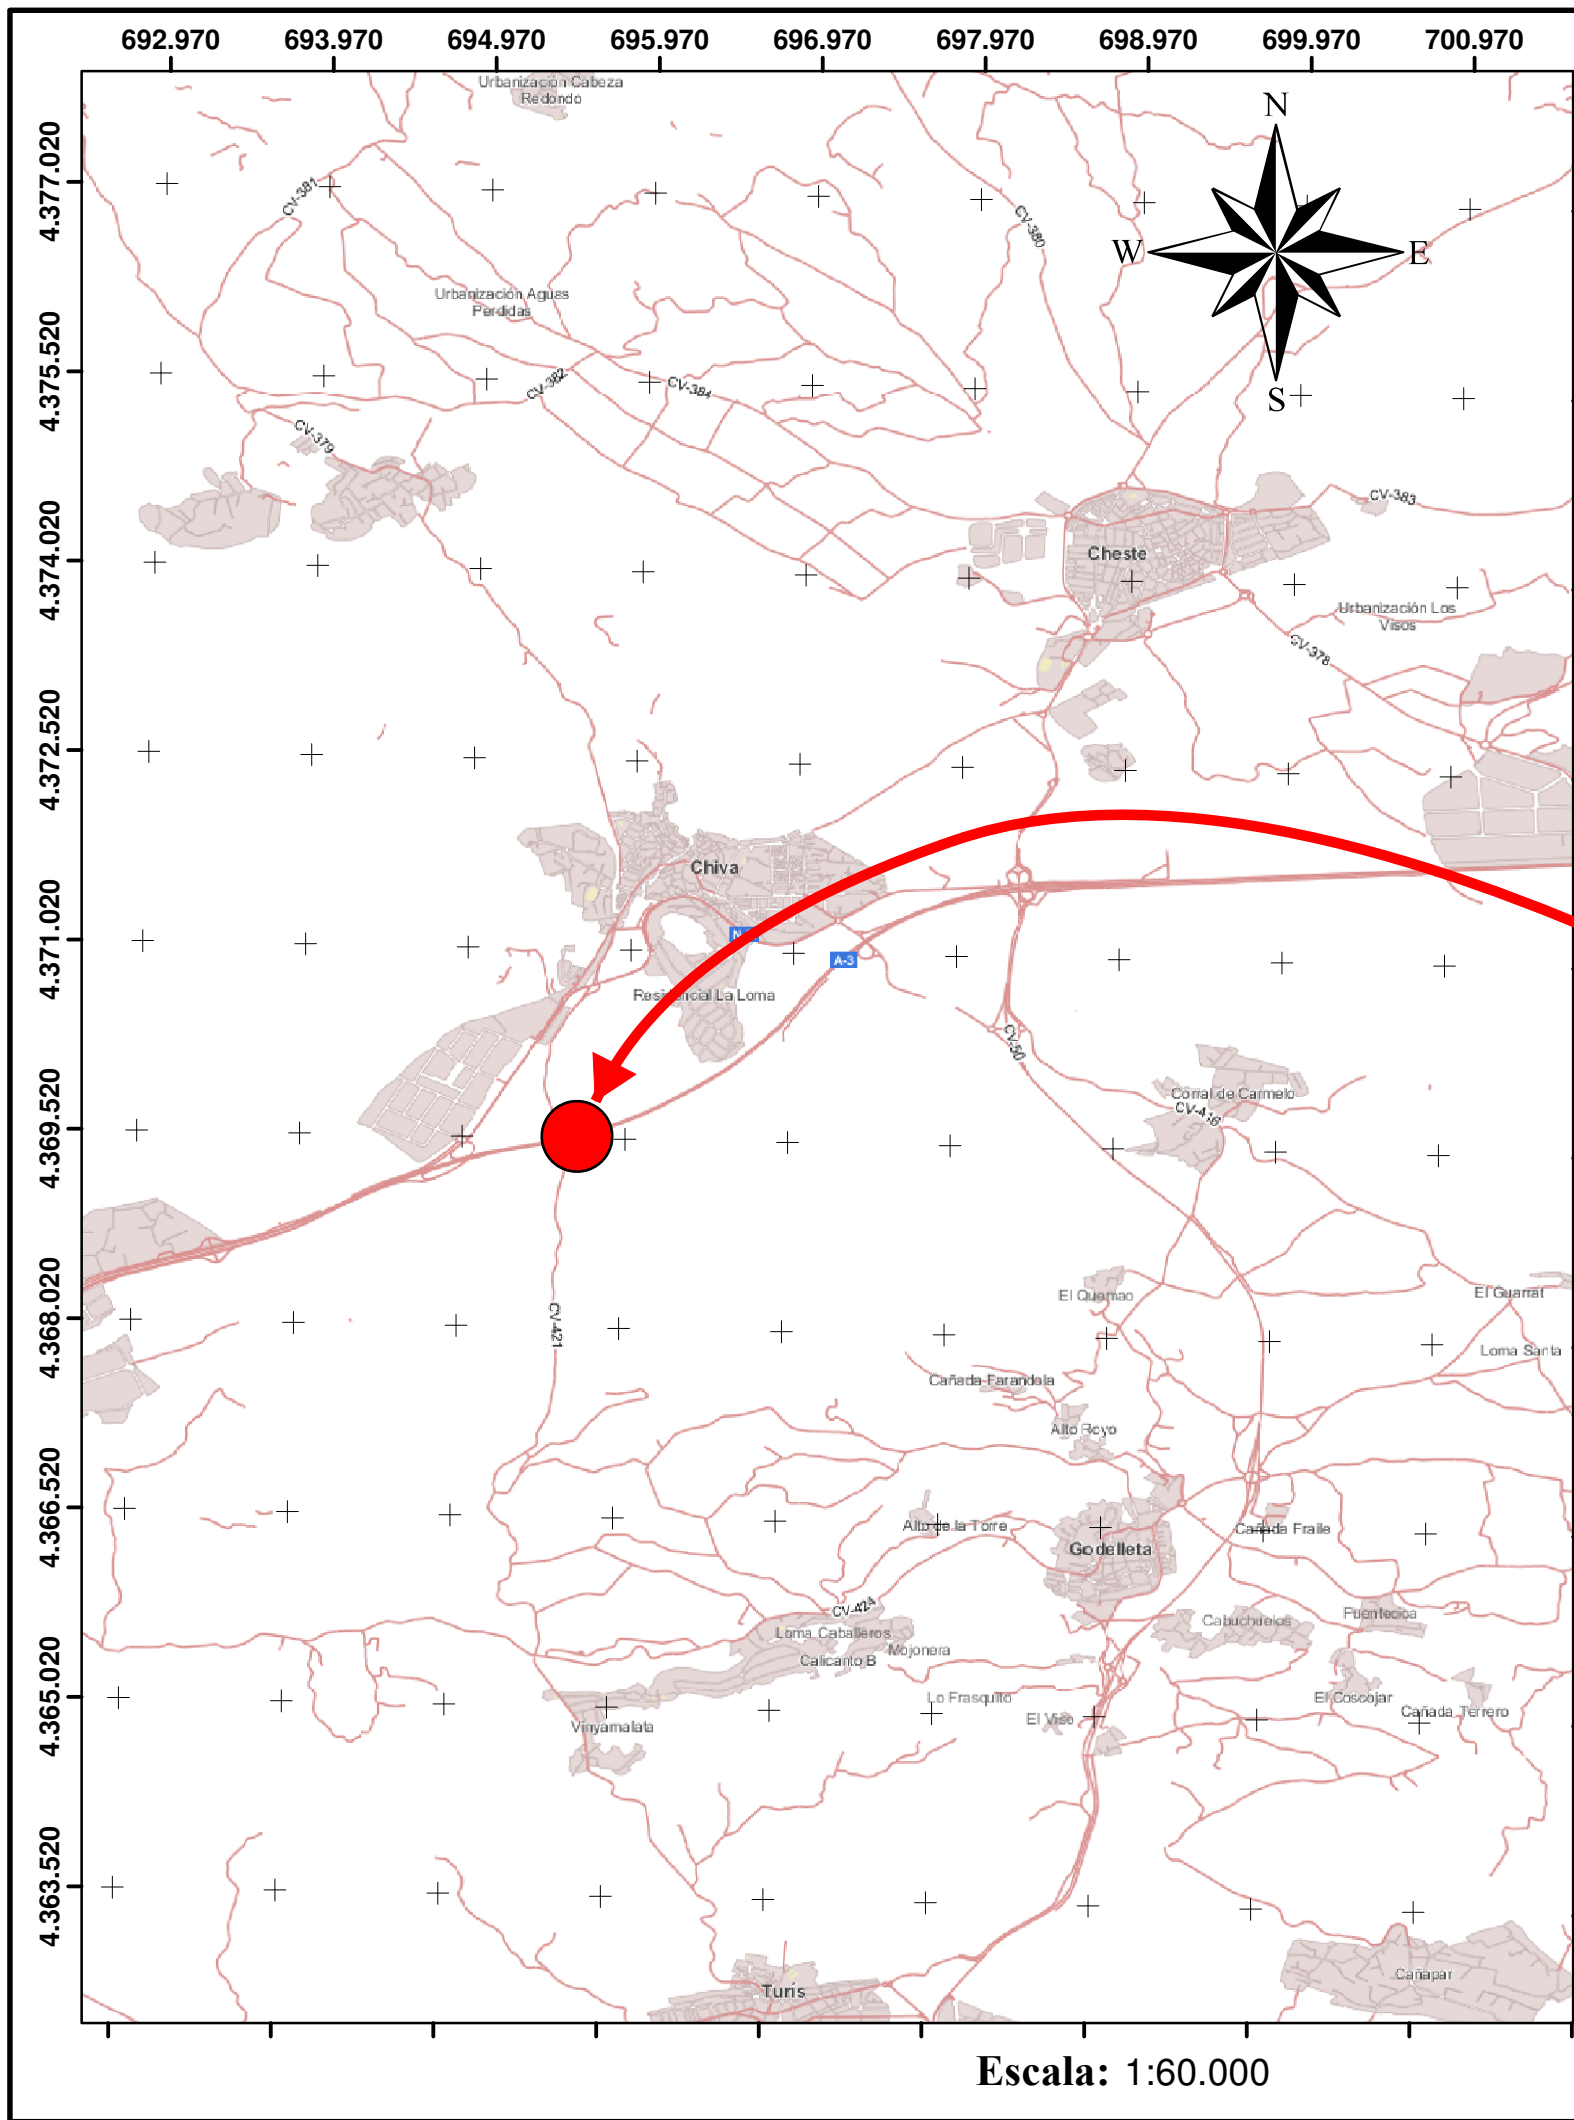 692.970 693.970 694.970 695.970 696.970 697.970 698.970 699.970 700.970
Urbanización Cabeza
Redondo
N
4.377.020
CV-381
CV-380
W
E
Urbanización Aguas
Perdidas
4.375.520
CV-382
CV-384
S
CV-379
CV-383
4.374.020
Cheste
Urbanización Los
Visos
CV-378
4.372.520
Chiva
4.371.020
A-3
Residencial La Loma
CV-50
Corral de Carmelo
CV-416
4.369.520
4.368.020
El Quemao
El Guarrat
CV-421
Loma Santa
Cañada Farandola
Alto Royo
4.366.520
Alto de la Torre
Cañada Fraile
Godelleta
CV-424
Loma Caballeros
Cabuchuelos
Fuentecica
Mojonera
Calicanto B
4.365.020
Lo Frasquito
El Coscojar
Cañada Terrero
El Viso
Vinyamalata
4.363.520
Cañapar
Turís
Escala: 1:60.000